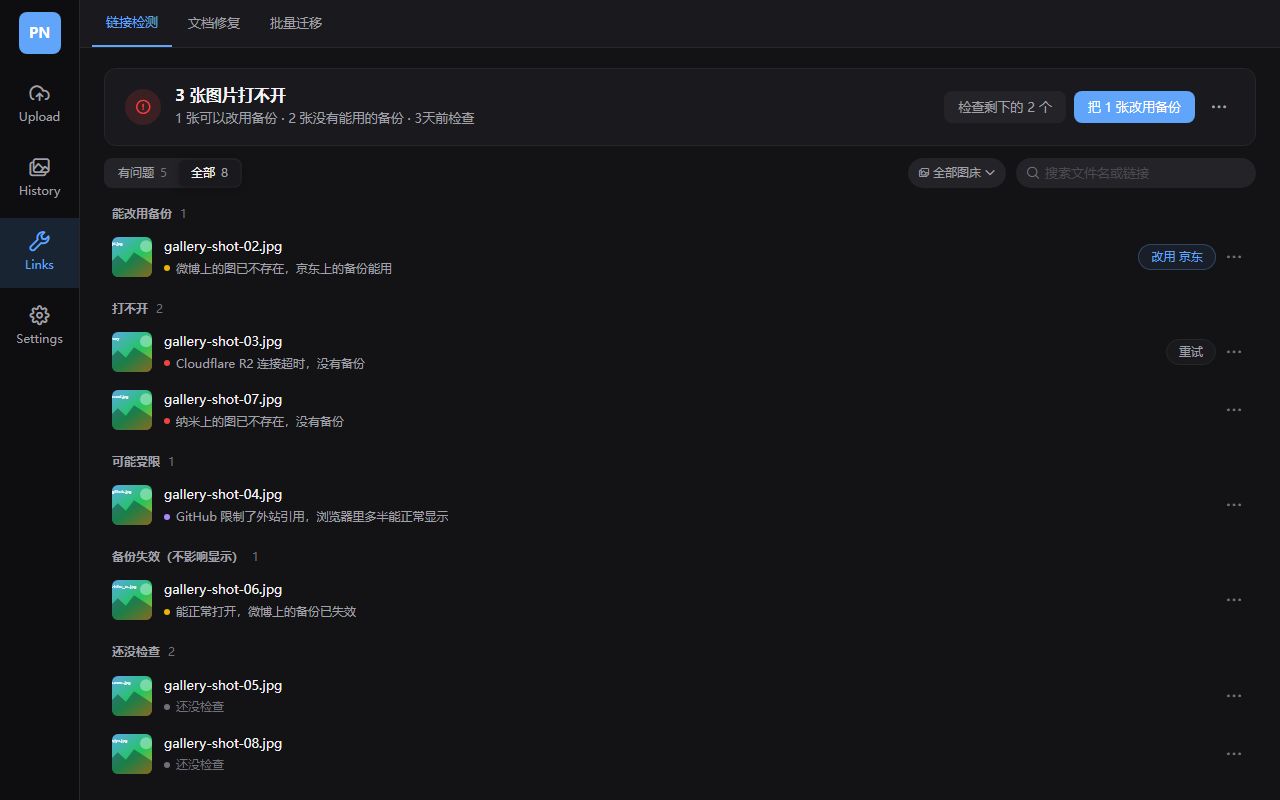 PN
Upload
History
Links
Settings
链接检测
文档修复
批量迁移
3 张图片打不开
1 张可以改用备份 · 2 张没有能用的备份 · 3天前检查
检查剩下的 2 个
把 1 张改用备份
有问题 5
全部 8
全部图床
搜索文件名或链接
能改用备份 1
gallery-shot-02.jpg
微博上的图已不存在，京东上的备份能用
改用 京东
打不开 2
gallery-shot-03.jpg
Cloudflare R2 连接超时，没有备份
重试
gallery-shot-07.jpg
纳米上的图已不存在，没有备份
可能受限 1
gallery-shot-04.jpg
GitHub 限制了外站引用，浏览器里多半能正常显示
备份失效（不影响显示） 1
gallery-shot-06.jpg
能正常打开，微博上的备份已失效
还没检查 2
gallery-shot-05.jpg
还没检查
gallery-shot-08.jpg
还没检查